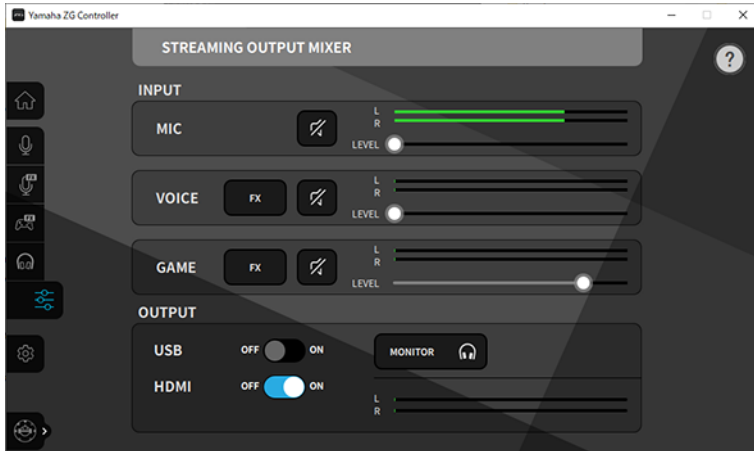 Yamaha ZG Controller
STREAMING OUTPUT MIXER
?
INPUT
MIC
L
R
LEVEL
VOICE FX
L
R
LEVEL
GAME FX
L
R
LEVEL
OUTPUT
USB OFF ON MONITOR
HDMI OFF ON
L
R